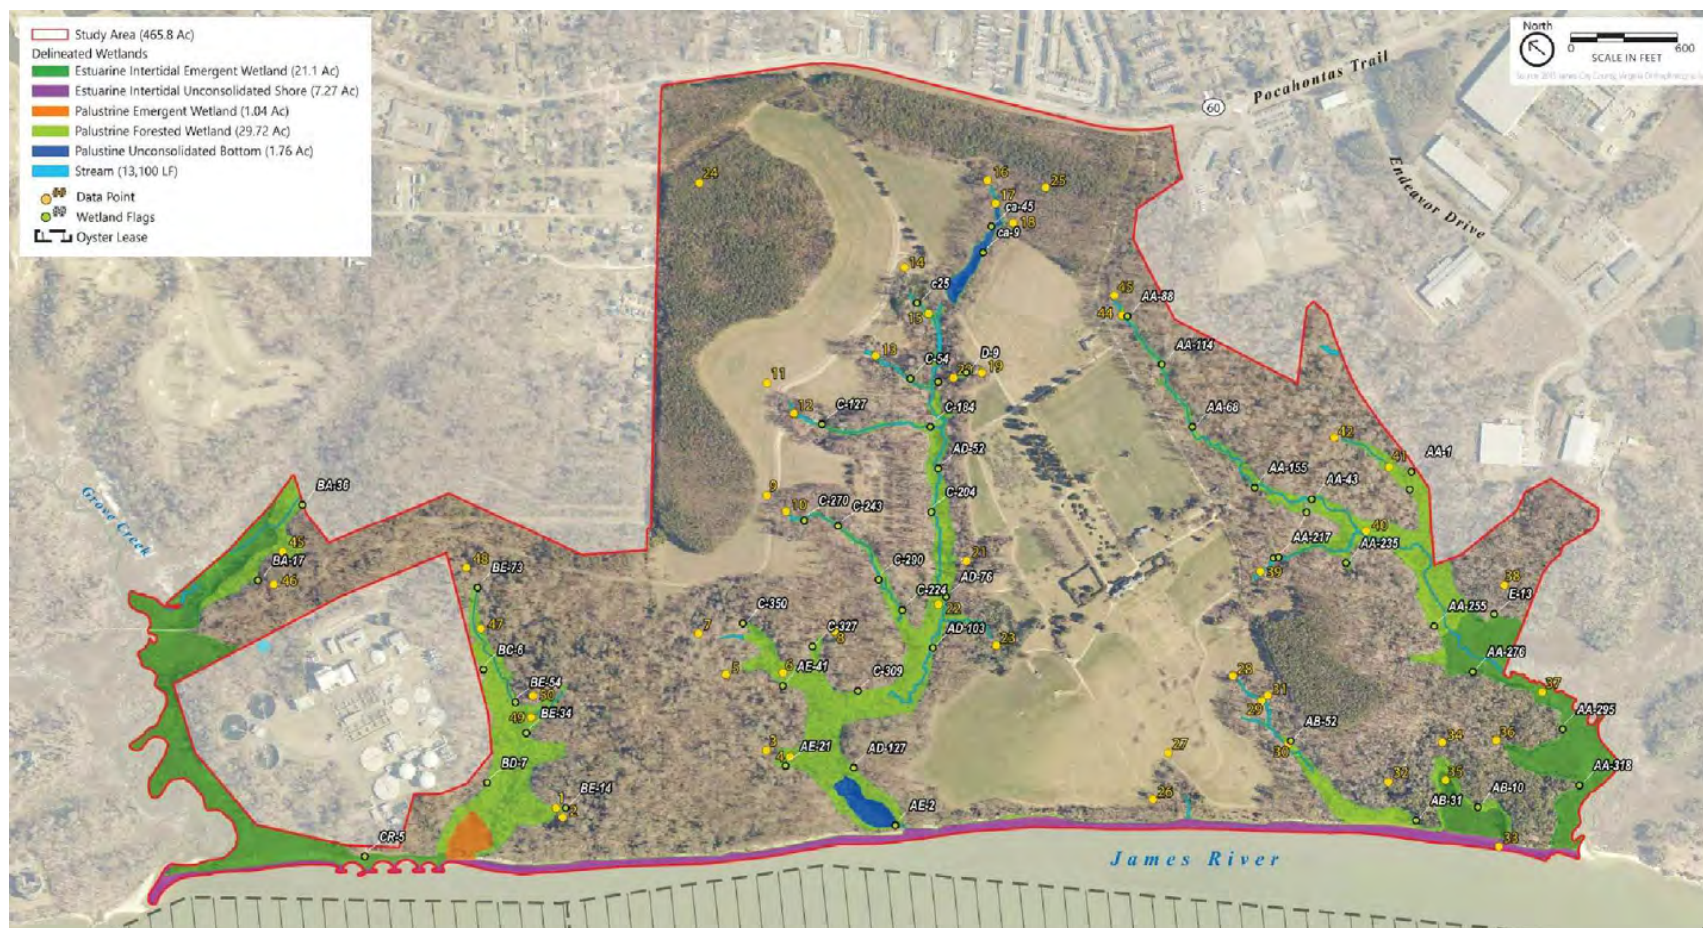 Study Area (465.8 Ac)
Delineated Wetlands
Estuarine Intertidal Emergent Wetland (21.1 Ac)
Estuarine Intertidal Unconsolidated Shore (7.27 Ac)
Palustrine Emergent Wetland (1.04 Ac)
Palustrine Forested Wetland (29.72 Ac)
Palustine Unconsolidated Bottom (1.76 Ac)
Stream (13,100 LF)
## Data Point
## Wetland Flags
Oyster Lease
North
0 600
SCALE IN FEET
Pocahontas Trail
60
Endeavor Drive
24
16
25
17
ca-45
18
ca-9
14
c25
15
45
AA-88
44
13
C-54
D-9
19
AA-114
11
12
C-127
C-184
AA-68
42
41
AA-1
AD-52
9
10
C-270
C-243
C-204
AA-155
AA-43
40
BA-36
Grove Creek
45
BA-17
46
48
BE-73
C-290
21
AD-76
AA-217
AA-235
39
38
E-13
47
7
C-350
C-327
8
C-224
22
AD-103
23
AA-255
BC-6
5
6
AE-41
C-309
28
AA-276
BE-54
50
49
BE-34
31
29
37
AA-295
3
4
AE-21
AD-127
27
AB-52
30
34
36
BD-7
BE-14
1
2
AE-2
26
32
35
AB-31
AB-10
AA-318
CR-5
33
James River